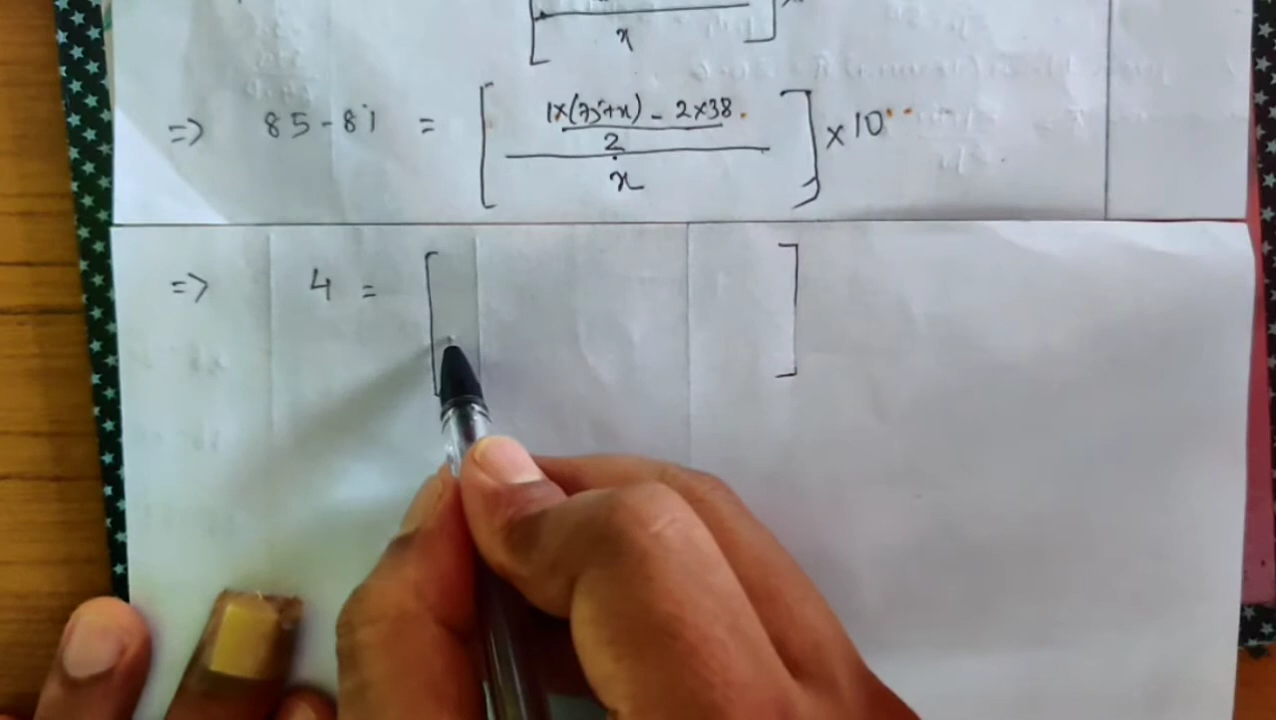 x
=> 85-81 = [ 1×(75+x) - 2×38 / 2 / x ] × 10
=> 4 = [ ]